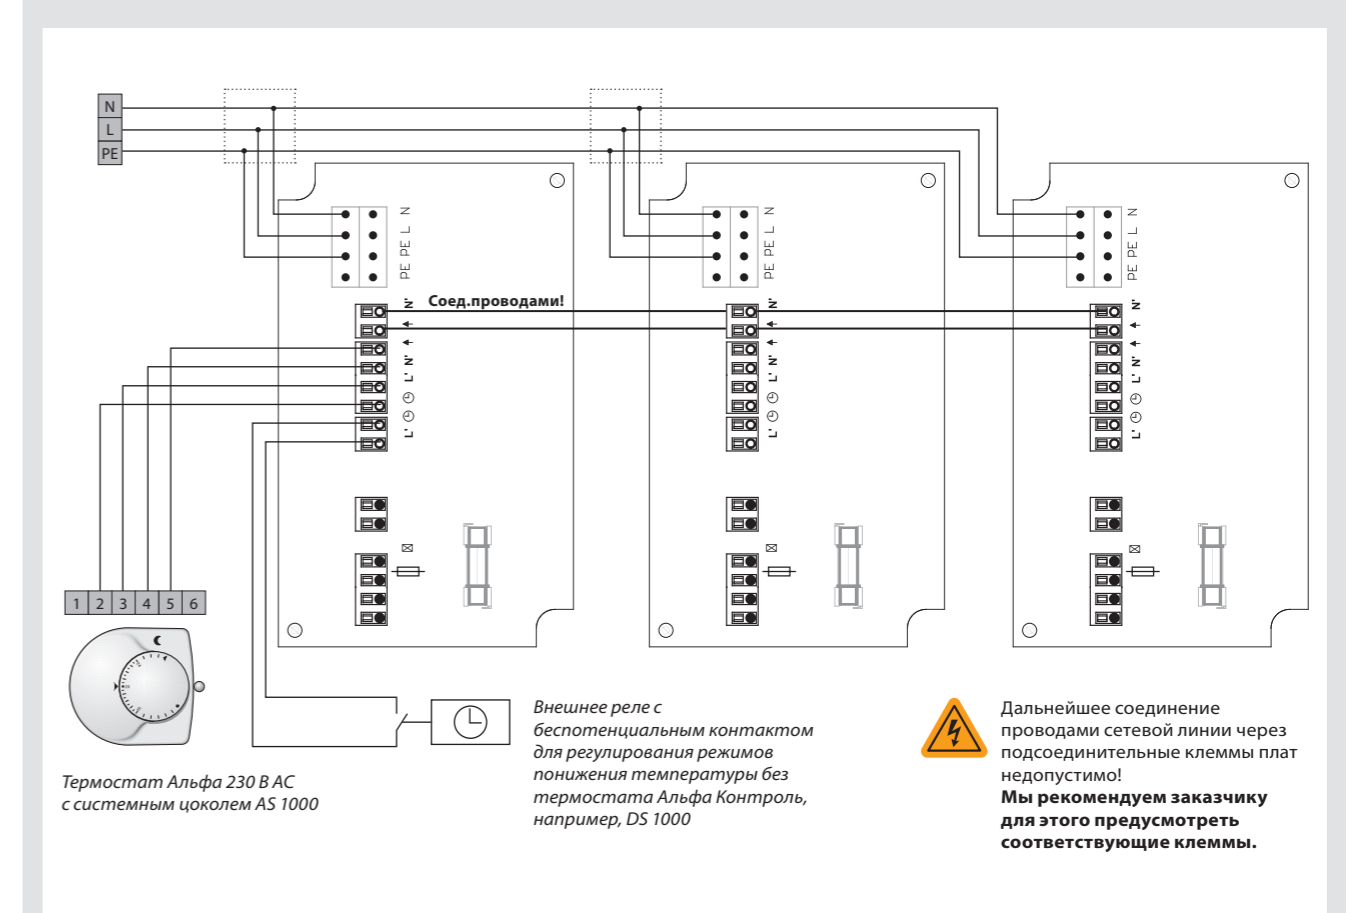 N
L
PE
N
L
PE
PE
N
L
PE
PE
N
L
PE
PE
Соед.проводами!
N'
N'
L'
L'
N'
N'
L'
L'
N'
N'
L'
L'
1 2 3 4 5 6
Термостат Альфа 230 В АС
с системным цоколем AS 1000
Внешнее реле с
беспотенциальным контактом
для регулирования режимов
понижения температуры без
термостата Альфа Контроль,
например, DS 1000
Дальнейшее соединение
проводами сетевой линии через
подсоединительные клеммы плат
недопустимо!
Мы рекомендуем заказчику
для этого предусмотреть
соответствующие клеммы.